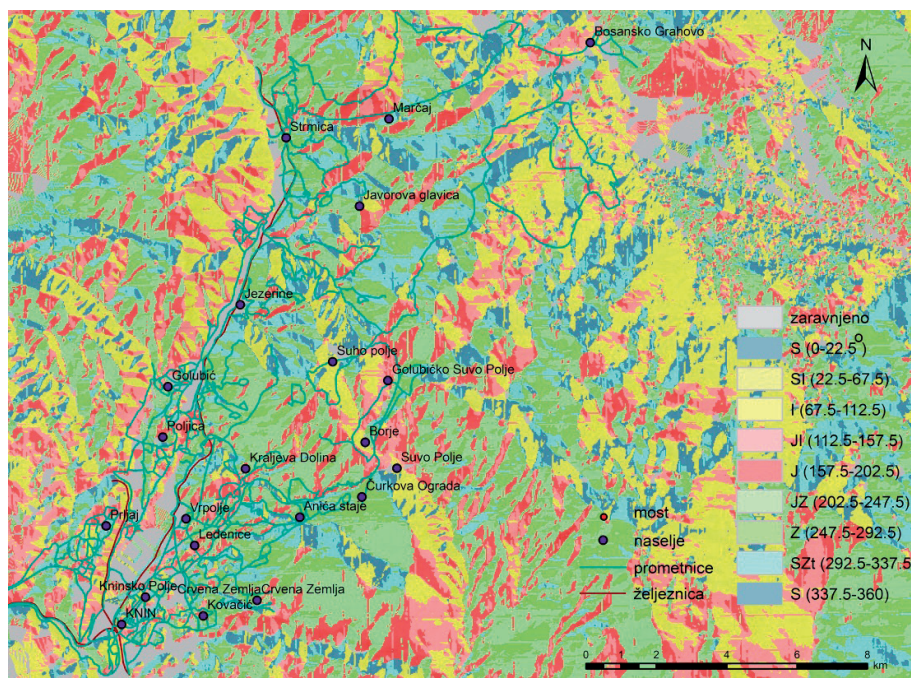 Bosansko Grahovo
N
Marčaj
Strmica
Javorova glavica
Jezerine
zaravnjeno
S (0-22.5°
Suho polje
SI (22.5-67.5)
Golubić
Golubićko Suvo Polje
I (67.5-112.5)
Poljica
Borje
JI (112.5-157.5)
Kraljeva Dolina
Suvo Polje
J (157.5-202.5)
Čurkova Ograda
JZ (202.5-247.5)
Vrpolje
Anića staje
most
Prljaj
Z (247.5-292.5)
Ledenice
naselje
SZt (292.5-337.5
prometnice
Kninsko Polje
Crvena Zemlja
Crvena Zemlja
željeznica
S (337.5-360)
Kovačić
KNIN
0 1 2 4 6 8
km